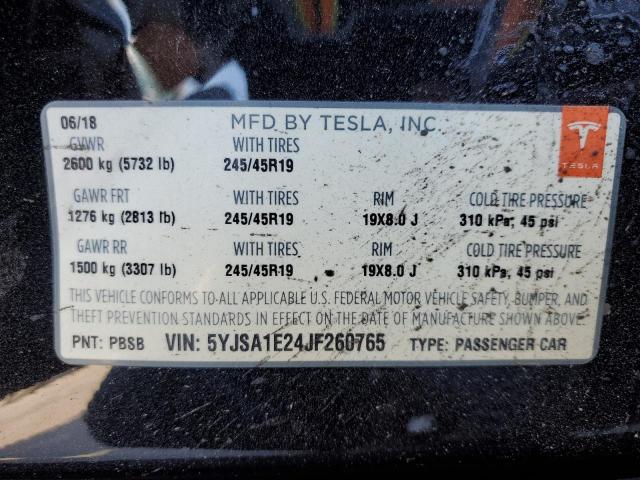 06/18 MFD BY TESLA, INC.
GVWR WITH TIRES
2600 kg (5732 lb) 245/45R19
TESLA
GAWR FRT WITH TIRES RIM COLD TIRE PRESSURE
1276 kg (2813 lb) 245/45R19 19X8.0 J 310 kPa, 45 psi
GAWR RR WITH TIRES RIM COLD TIRE PRESSURE
1500 kg (3307 lb) 245/45R19 19X8.0 J 310 kPa, 45 psi
THIS VEHICLE CONFORMS TO ALL APPLICABLE U.S. FEDERAL MOTOR VEHICLE SAFETY, BUMPER, AND
THEFT PREVENTION STANDARDS IN EFFECT ON THE DATE OF MANUFACTURE SHOWN ABOVE.
PNT: PBSB VIN: 5YJSA1E24JF260765 TYPE: PASSENGER CAR